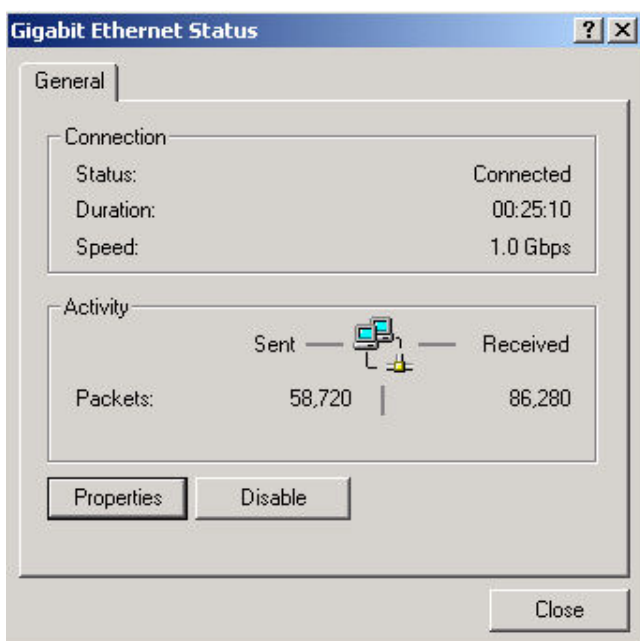 Gigabit Ethernet Status
General
Connection
Status: Connected
Duration: 00:25:10
Speed: 1.0 Gbps
Activity
Sent Received
Packets: 58,720 86,280
Properties Disable
Close